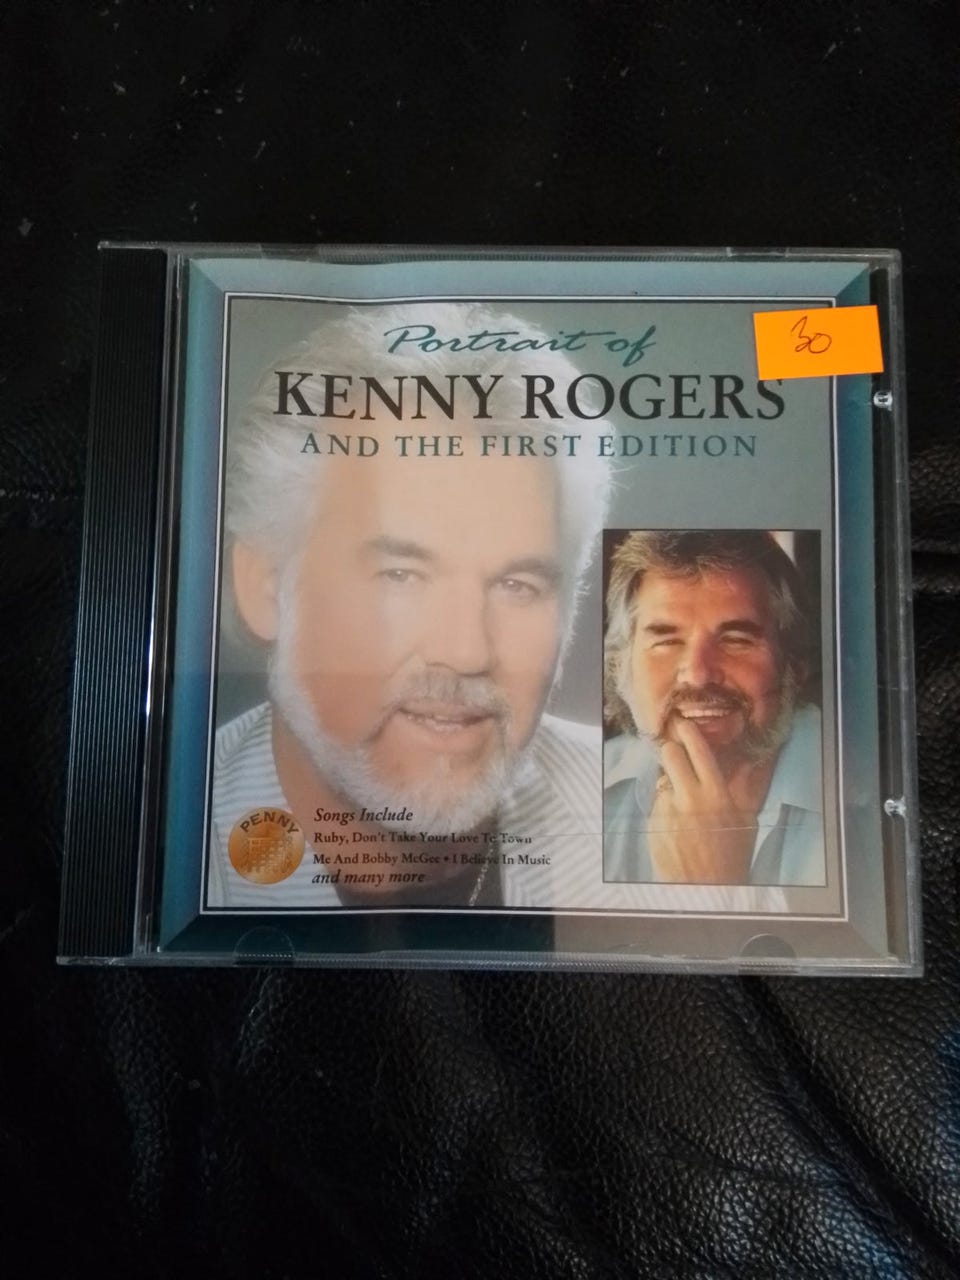 Portrait of
30
KENNY ROGERS
AND THE FIRST EDITION
PENNY
Songs Include
Ruby, Don't Take Your Love To Town
Me And Bobby McGee • I Believe In Music
and many more